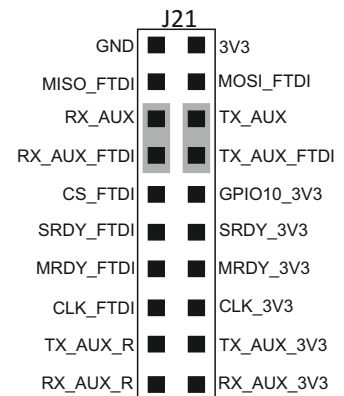 J21
GND 3V3
MISO_FTDI MOSI_FTDI
RX_AUX TX_AUX
RX_AUX_FTDI TX_AUX_FTDI
CS_FTDI GPIO10_3V3
SRDY_FTDI SRDY_3V3
MRDY_FTDI MRDY_3V3
CLK_FTDI CLK_3V3
TX_AUX_R TX_AUX_3V3
RX_AUX_R RX_AUX_3V3